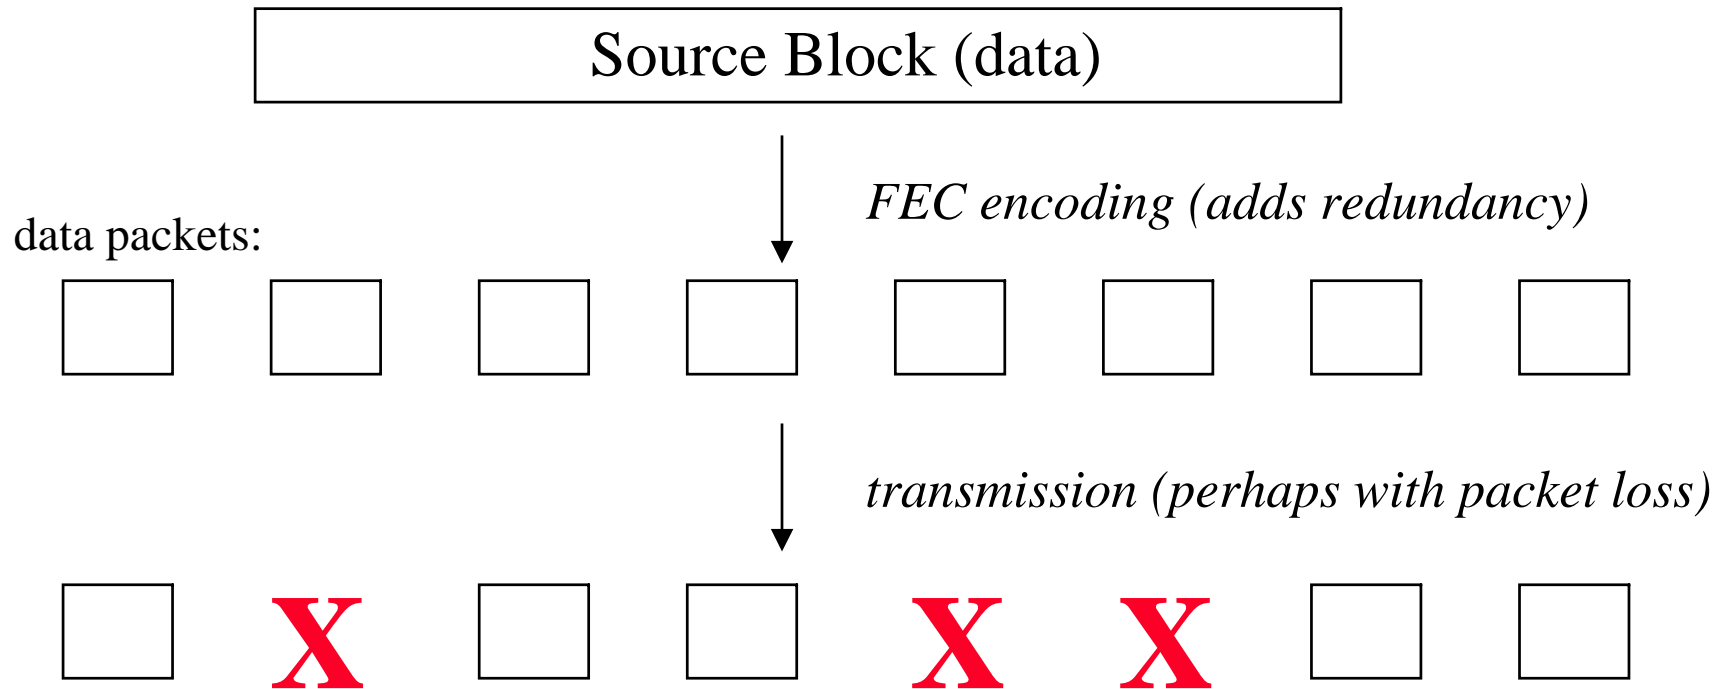 Source Block (data)
FEC encoding (adds redundancy)
data packets:
transmission (perhaps with packet loss)
X X X